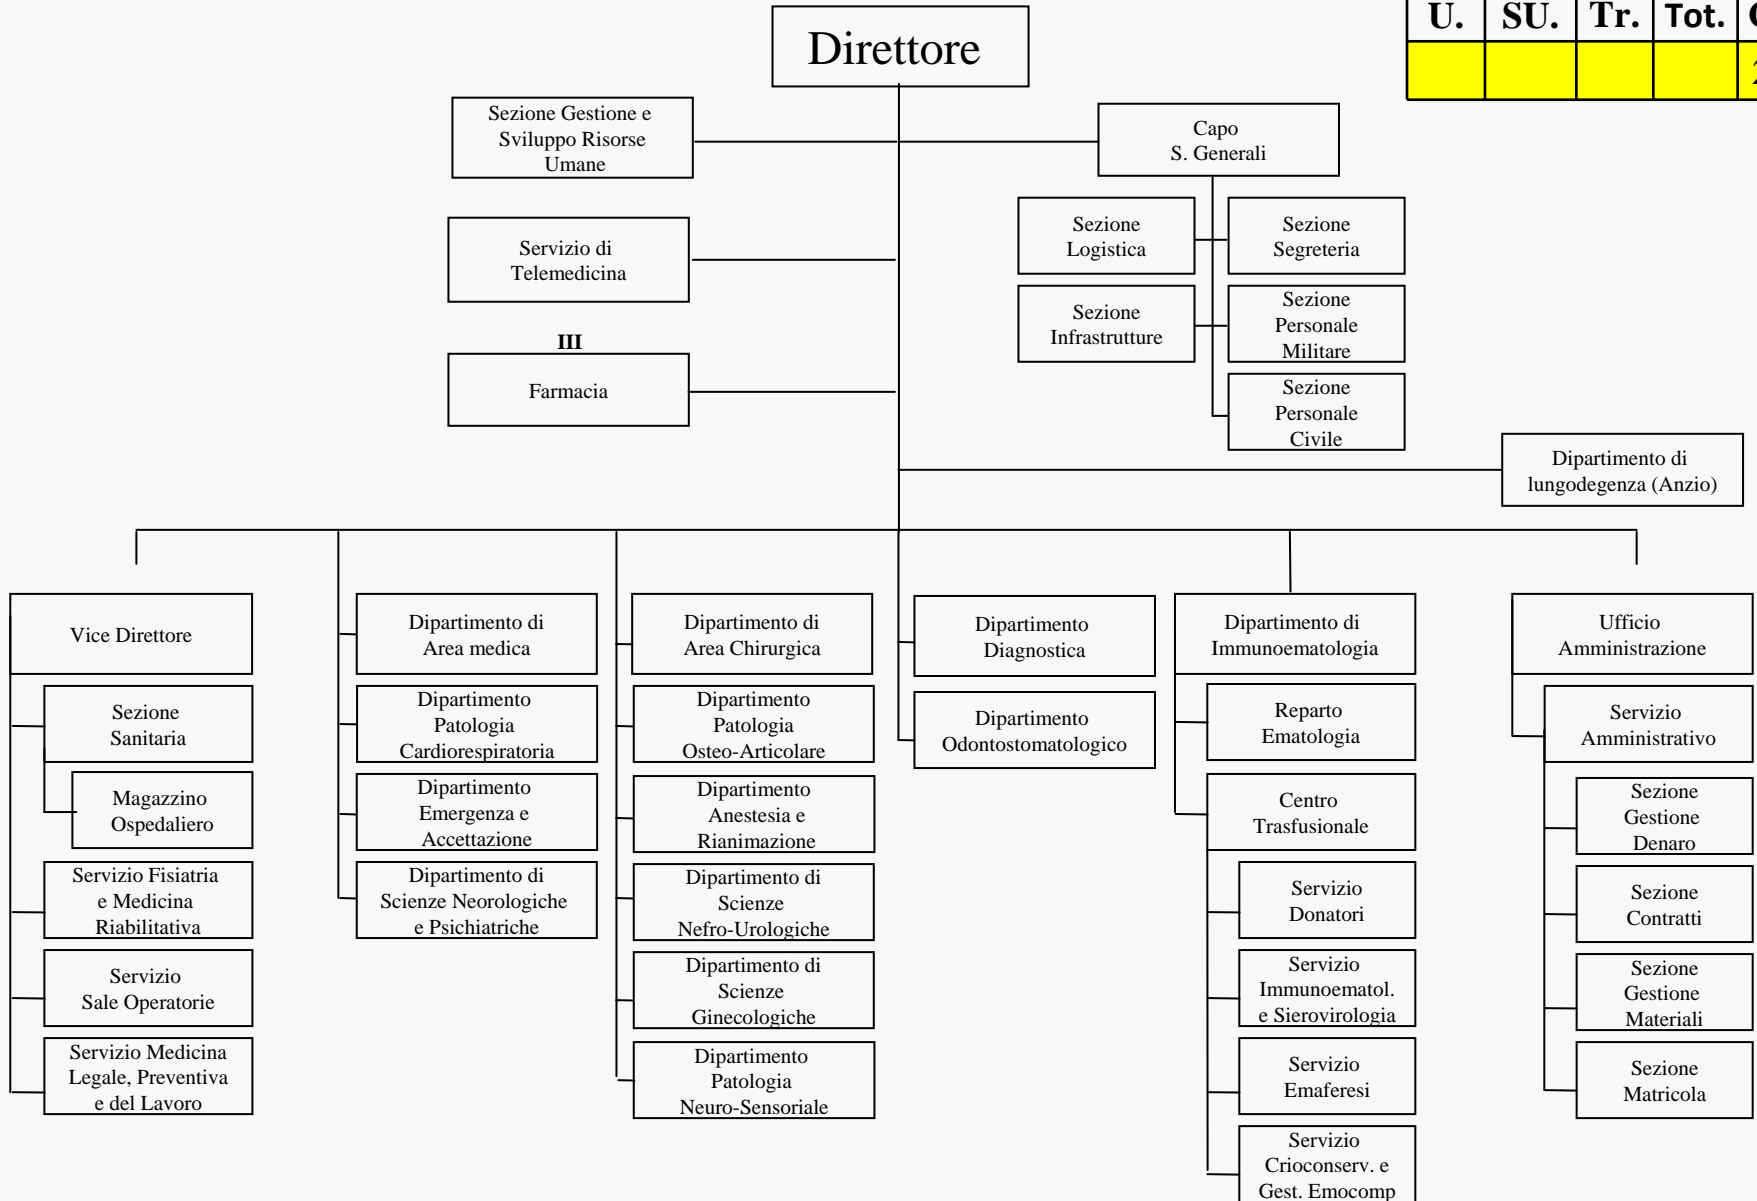 Direttore
U. SU. Tr. Tot.
Sezione Gestione e
Sviluppo Risorse
Umane
Capo
S. Generali
Servizio di
Telemedicina
Sezione
Logistica
Sezione
Segreteria
Sezione
Infrastrutture
Sezione
Personale
Militare
Sezione
Personale
Civile
III
Farmacia
Dipartimento di
lungodegenza (Anzio)
Vice Direttore
Sezione
Sanitaria
Magazzino
Ospedaliero
Servizio Fisiatria
e Medicina
Riabilitativa
Servizio
Sale Operatorie
Servizio Medicina
Legale, Preventiva
e del Lavoro
Dipartimento di
Area medica
Dipartimento
Patologia
Cardiorespiratoria
Dipartimento
Emergenza e
Accettazione
Dipartimento di
Scienze Neorologiche
e Psichiatriche
Dipartimento di
Area Chirurgica
Dipartimento
Patologia
Osteo-Articolare
Dipartimento
Anestesia e
Rianimazione
Dipartimento di
Scienze
Nefro-Urologiche
Dipartimento di
Scienze
Ginecologiche
Dipartimento
Patologia
Neuro-Sensoriale
Dipartimento
Diagnostica
Dipartimento
Odontostomatologico
Dipartimento di
Immunoematologia
Reparto
Ematologia
Centro
Trasfusionale
Servizio
Donatori
Servizio
Immunoematol.
e Sierovirologia
Servizio
Emaferesi
Servizio
Crioconserv. e
Gest. Emocomp
Ufficio
Amministrazione
Servizio
Amministrativo
Sezione
Gestione
Denaro
Sezione
Contratti
Sezione
Gestione
Materiali
Sezione
Matricola